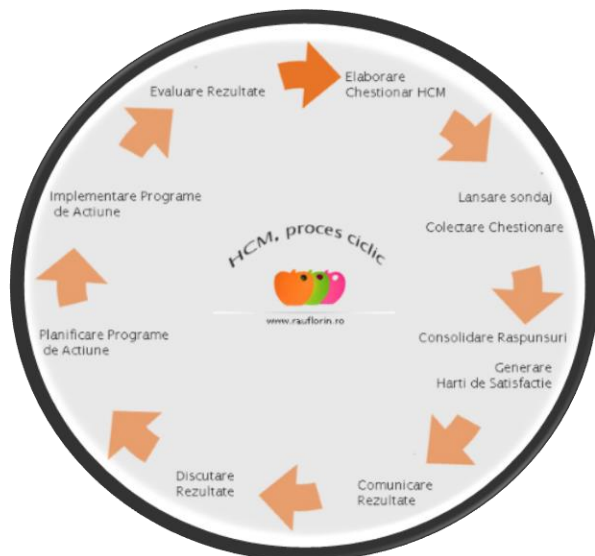 Evaluare Rezultate
Elaborare
Chestionar HCM
Lansare sondaj
Colectare Chestionare
Consolidare Raspunsuri
Generare
Harti de Satisfactie
Comunicare
Rezultate
Discutare
Rezultate
Planificare Programe
de Actiune
Implementare Programe
de Actiune
HCM, proces ciclic
www.rauflorin.ro